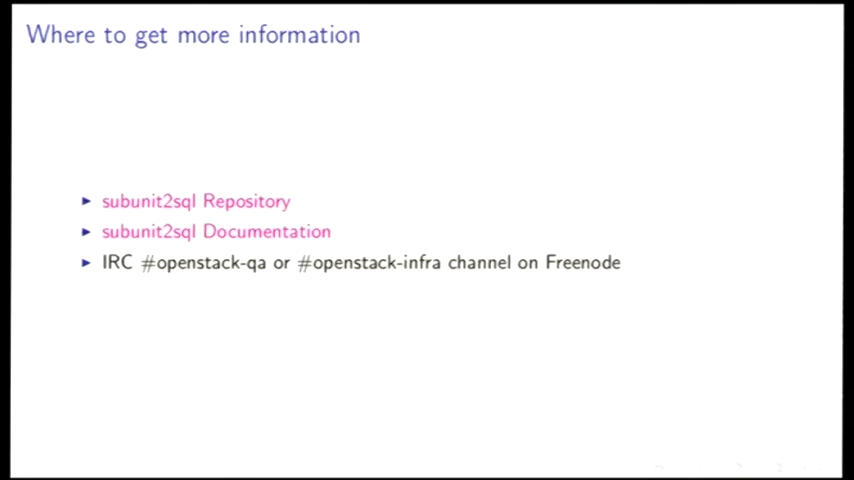 Where to get more information
▶ subunit2sql Repository
▶ subunit2sql Documentation
▶ IRC #openstack-qa or #openstack-infra channel on Freenode